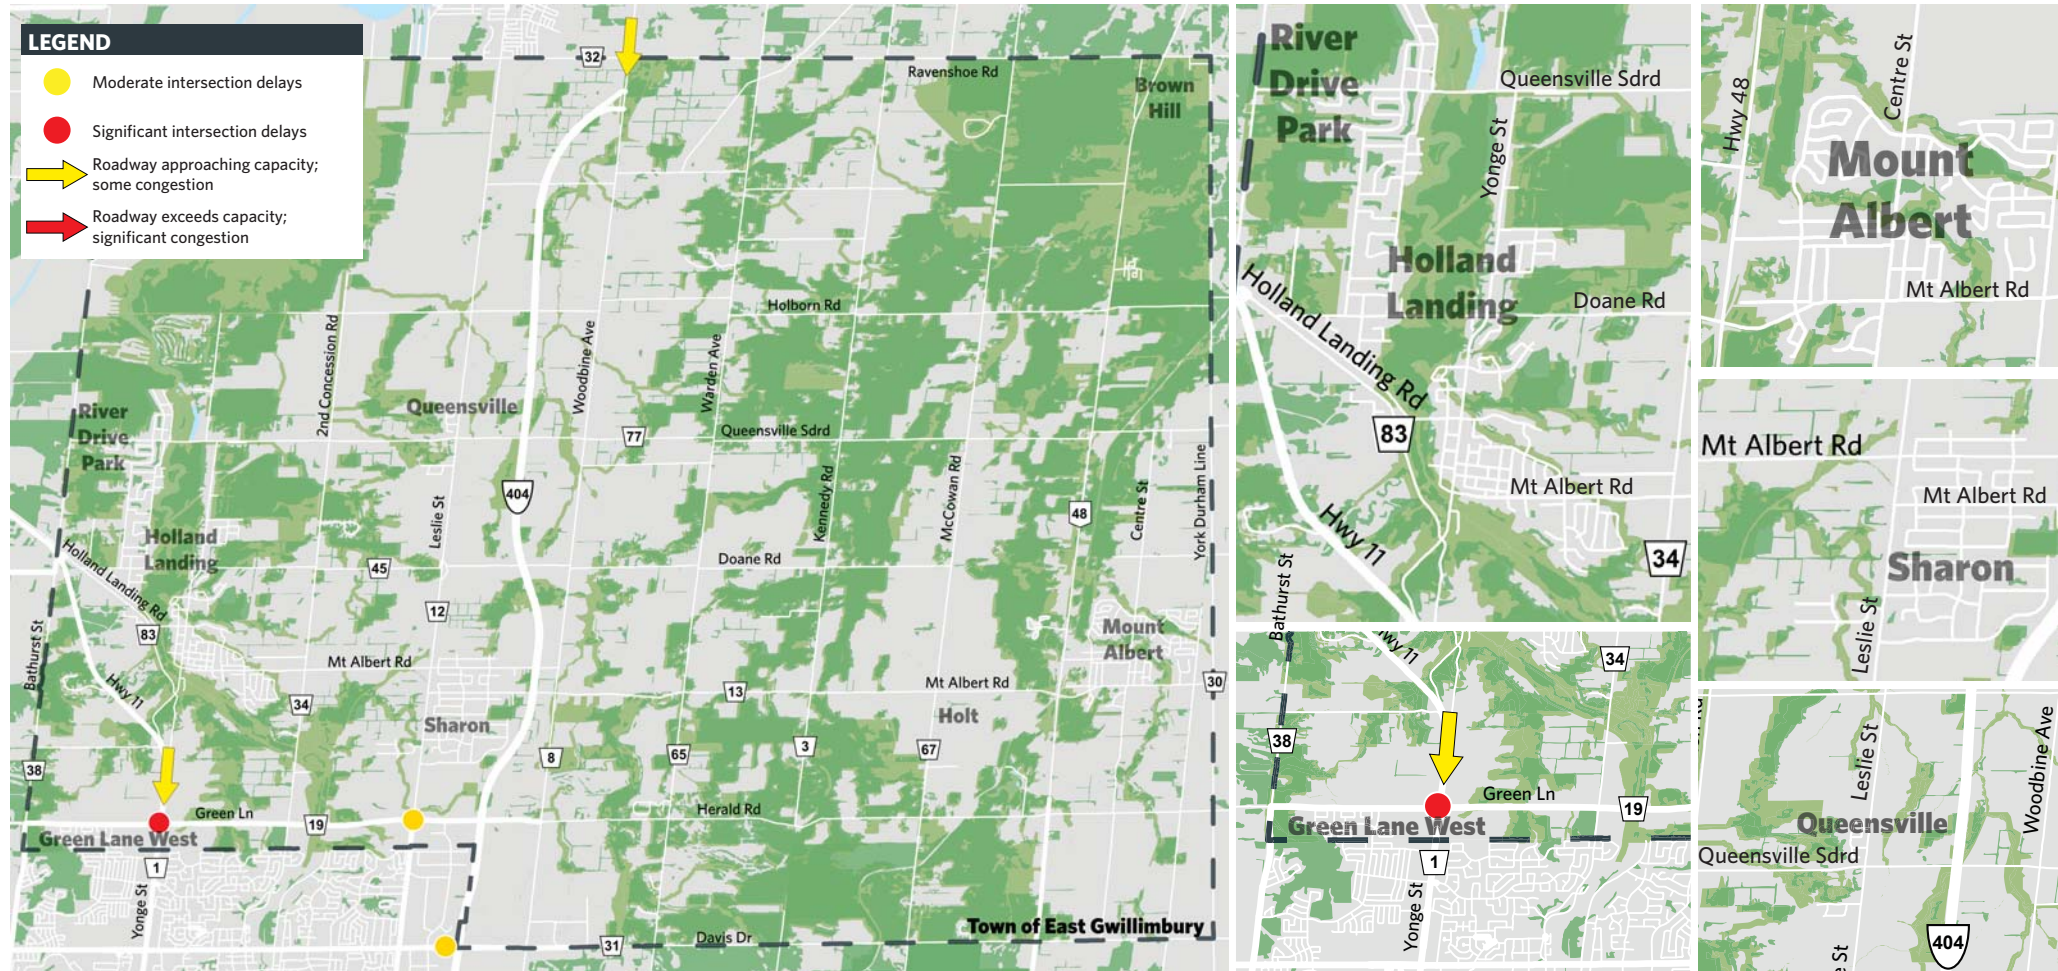 LEGEND
Moderate intersection delays
Significant intersection delays
Roadway approaching capacity;
some congestion
Roadway exceeds capacity;
significant congestion
32
Ravenshoe Rd
Brown
Hill
Holborn Rd
2nd Concession Rd
Woodbine Ave
Warden Ave
River
Drive
Park
Queensville
77
Queensville Sdrd
404
Leslie St
Kennedy Rd
McCowan Rd
48
Centre St
York Durham Line
Holland
Landing
Holland Landing Rd
45
Doane Rd
12
83
Bathurst St
Mt Albert Rd
Mount
Albert
Hwy 11
34
13
Mt Albert Rd
30
Sharon
Holt
38
8
65
3
67
Green Ln
19
Herald Rd
Green Lane West
1
Yonge St
31
Davis Dr
Town of East Gwillimbury
River
Drive
Park
Queensville Sdrd
Yonge St
Holland
Landing
Holland Landing Rd
Doane Rd
83
Mt Albert Rd
Hwy 11
34
Bathurst St
Hwy 11
34
38
Green Ln
19
Green Lane West
1
Yonge St
Hwy 48
Centre St
Mount
Albert
Mt Albert Rd
Mt Albert Rd
Mt Albert Rd
Sharon
Leslie St
Leslie St
Woodbine Ave
Queensville
Queensville Sdrd
404